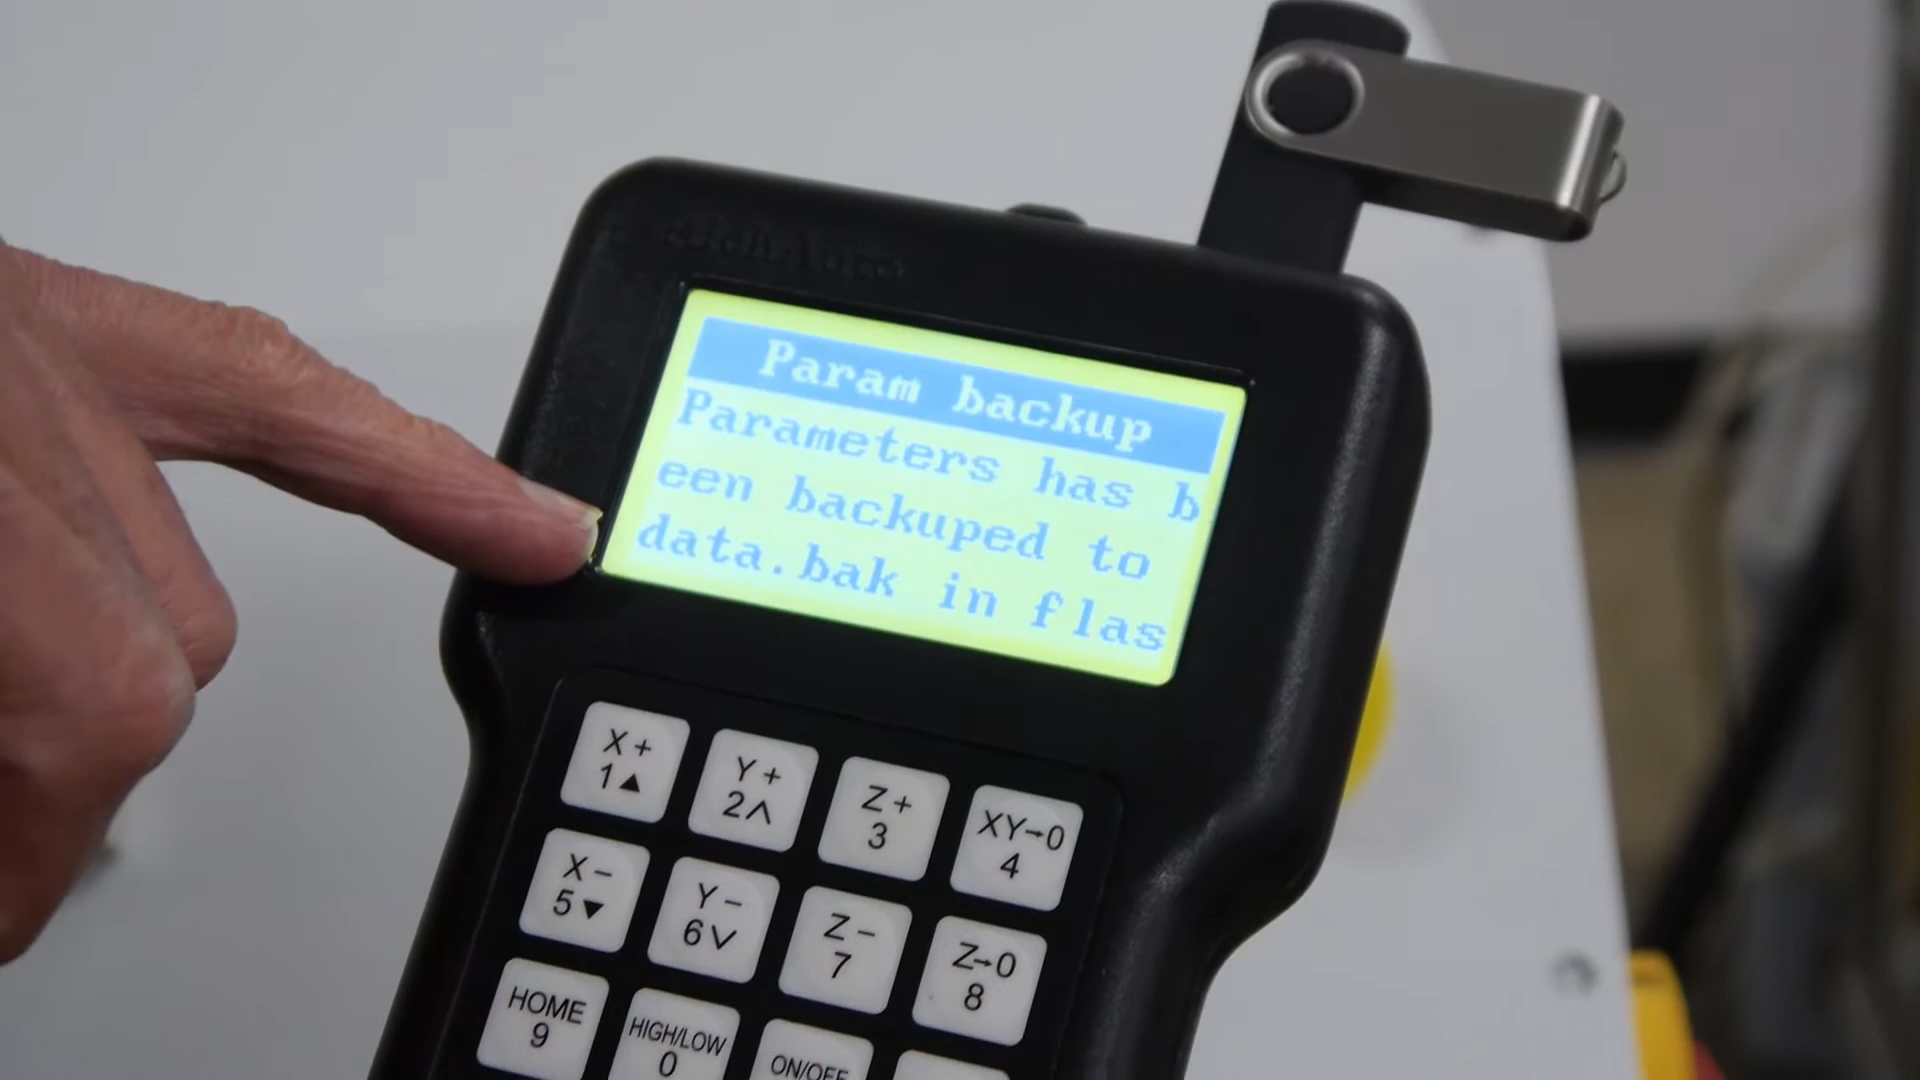 Param backup
Parameters has b
een backuped to
data.bak in flas
X+
1▲
Y+
2∧
Z+
3
XY→0
4
X−
5▼
Y−
6∨
Z−
7
Z→0
8
HOME
9
HIGH/LOW
0
ON/OFF